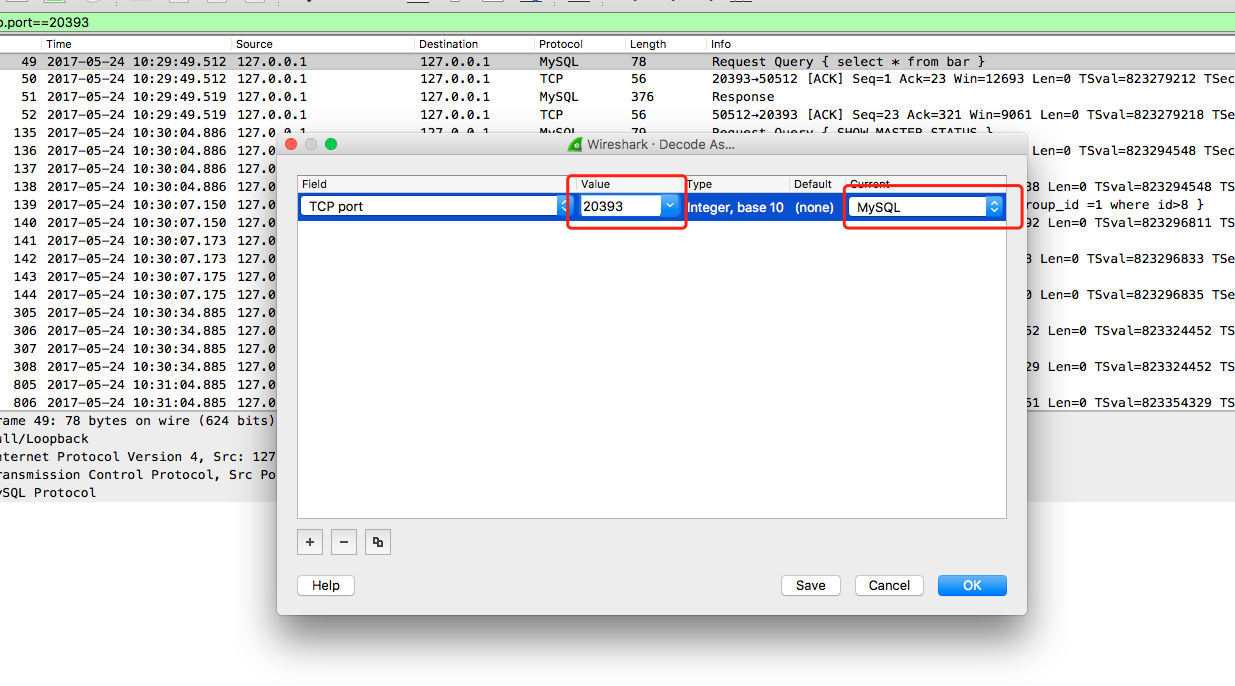 p.port==20393
Time Source Destination Protocol Length Info
49 2017-05-24 10:29:49.512 127.0.0.1 127.0.0.1 MySQL 78 Request Query { select * from bar }
50 2017-05-24 10:29:49.512 127.0.0.1 127.0.0.1 TCP 56 20393→50512 [ACK] Seq=1 Ack=23 Win=12693 Len=0 TSval=823279212 TSec
51 2017-05-24 10:29:49.519 127.0.0.1 127.0.0.1 MySQL 376 Response
52 2017-05-24 10:29:49.519 127.0.0.1 127.0.0.1 TCP 56 50512→20393 [ACK] Seq=23 Ack=321 Win=9061 Len=0 TSval=823279218 TSe
135 2017-05-24 10:30:04.886 127.0.0.1 127.0.0.1 MySQL 79 Request Query { SHOW MASTER STATUS }
136 2017-05-24 10:30:04.886 127.0 Len=0 TSval=823294548 TSec
137 2017-05-24 10:30:04.886 127.0
138 2017-05-24 10:30:04.886 127.0 38 Len=0 TSval=823294548 TS
139 2017-05-24 10:30:07.150 127.0 roup_id =1 where id>8 }
140 2017-05-24 10:30:07.150 127.0 92 Len=0 TSval=823296811 TS
141 2017-05-24 10:30:07.173 127.0
142 2017-05-24 10:30:07.173 127.0 3 Len=0 TSval=823296833 TSe
143 2017-05-24 10:30:07.175 127.0
144 2017-05-24 10:30:07.175 127.0 Len=0 TSval=823296835 TSe
305 2017-05-24 10:30:34.885 127.0
306 2017-05-24 10:30:34.885 127.0 52 Len=0 TSval=823324452 TS
307 2017-05-24 10:30:34.885 127.0
308 2017-05-24 10:30:34.885 127.0 29 Len=0 TSval=823324452 TS
805 2017-05-24 10:31:04.885 127.0
806 2017-05-24 10:31:04.885 127.0 51 Len=0 TSval=823354329 TS
rame 49: 78 bytes on wire (624 bits)
ull/Loopback
nternet Protocol Version 4, Src: 127
ransmission Control Protocol, Src Po
ySQL Protocol
Wireshark · Decode As...
Field Value Type Default Current
TCP port 20393 Integer, base 10 (none) MySQL
+ −
Help Save Cancel OK